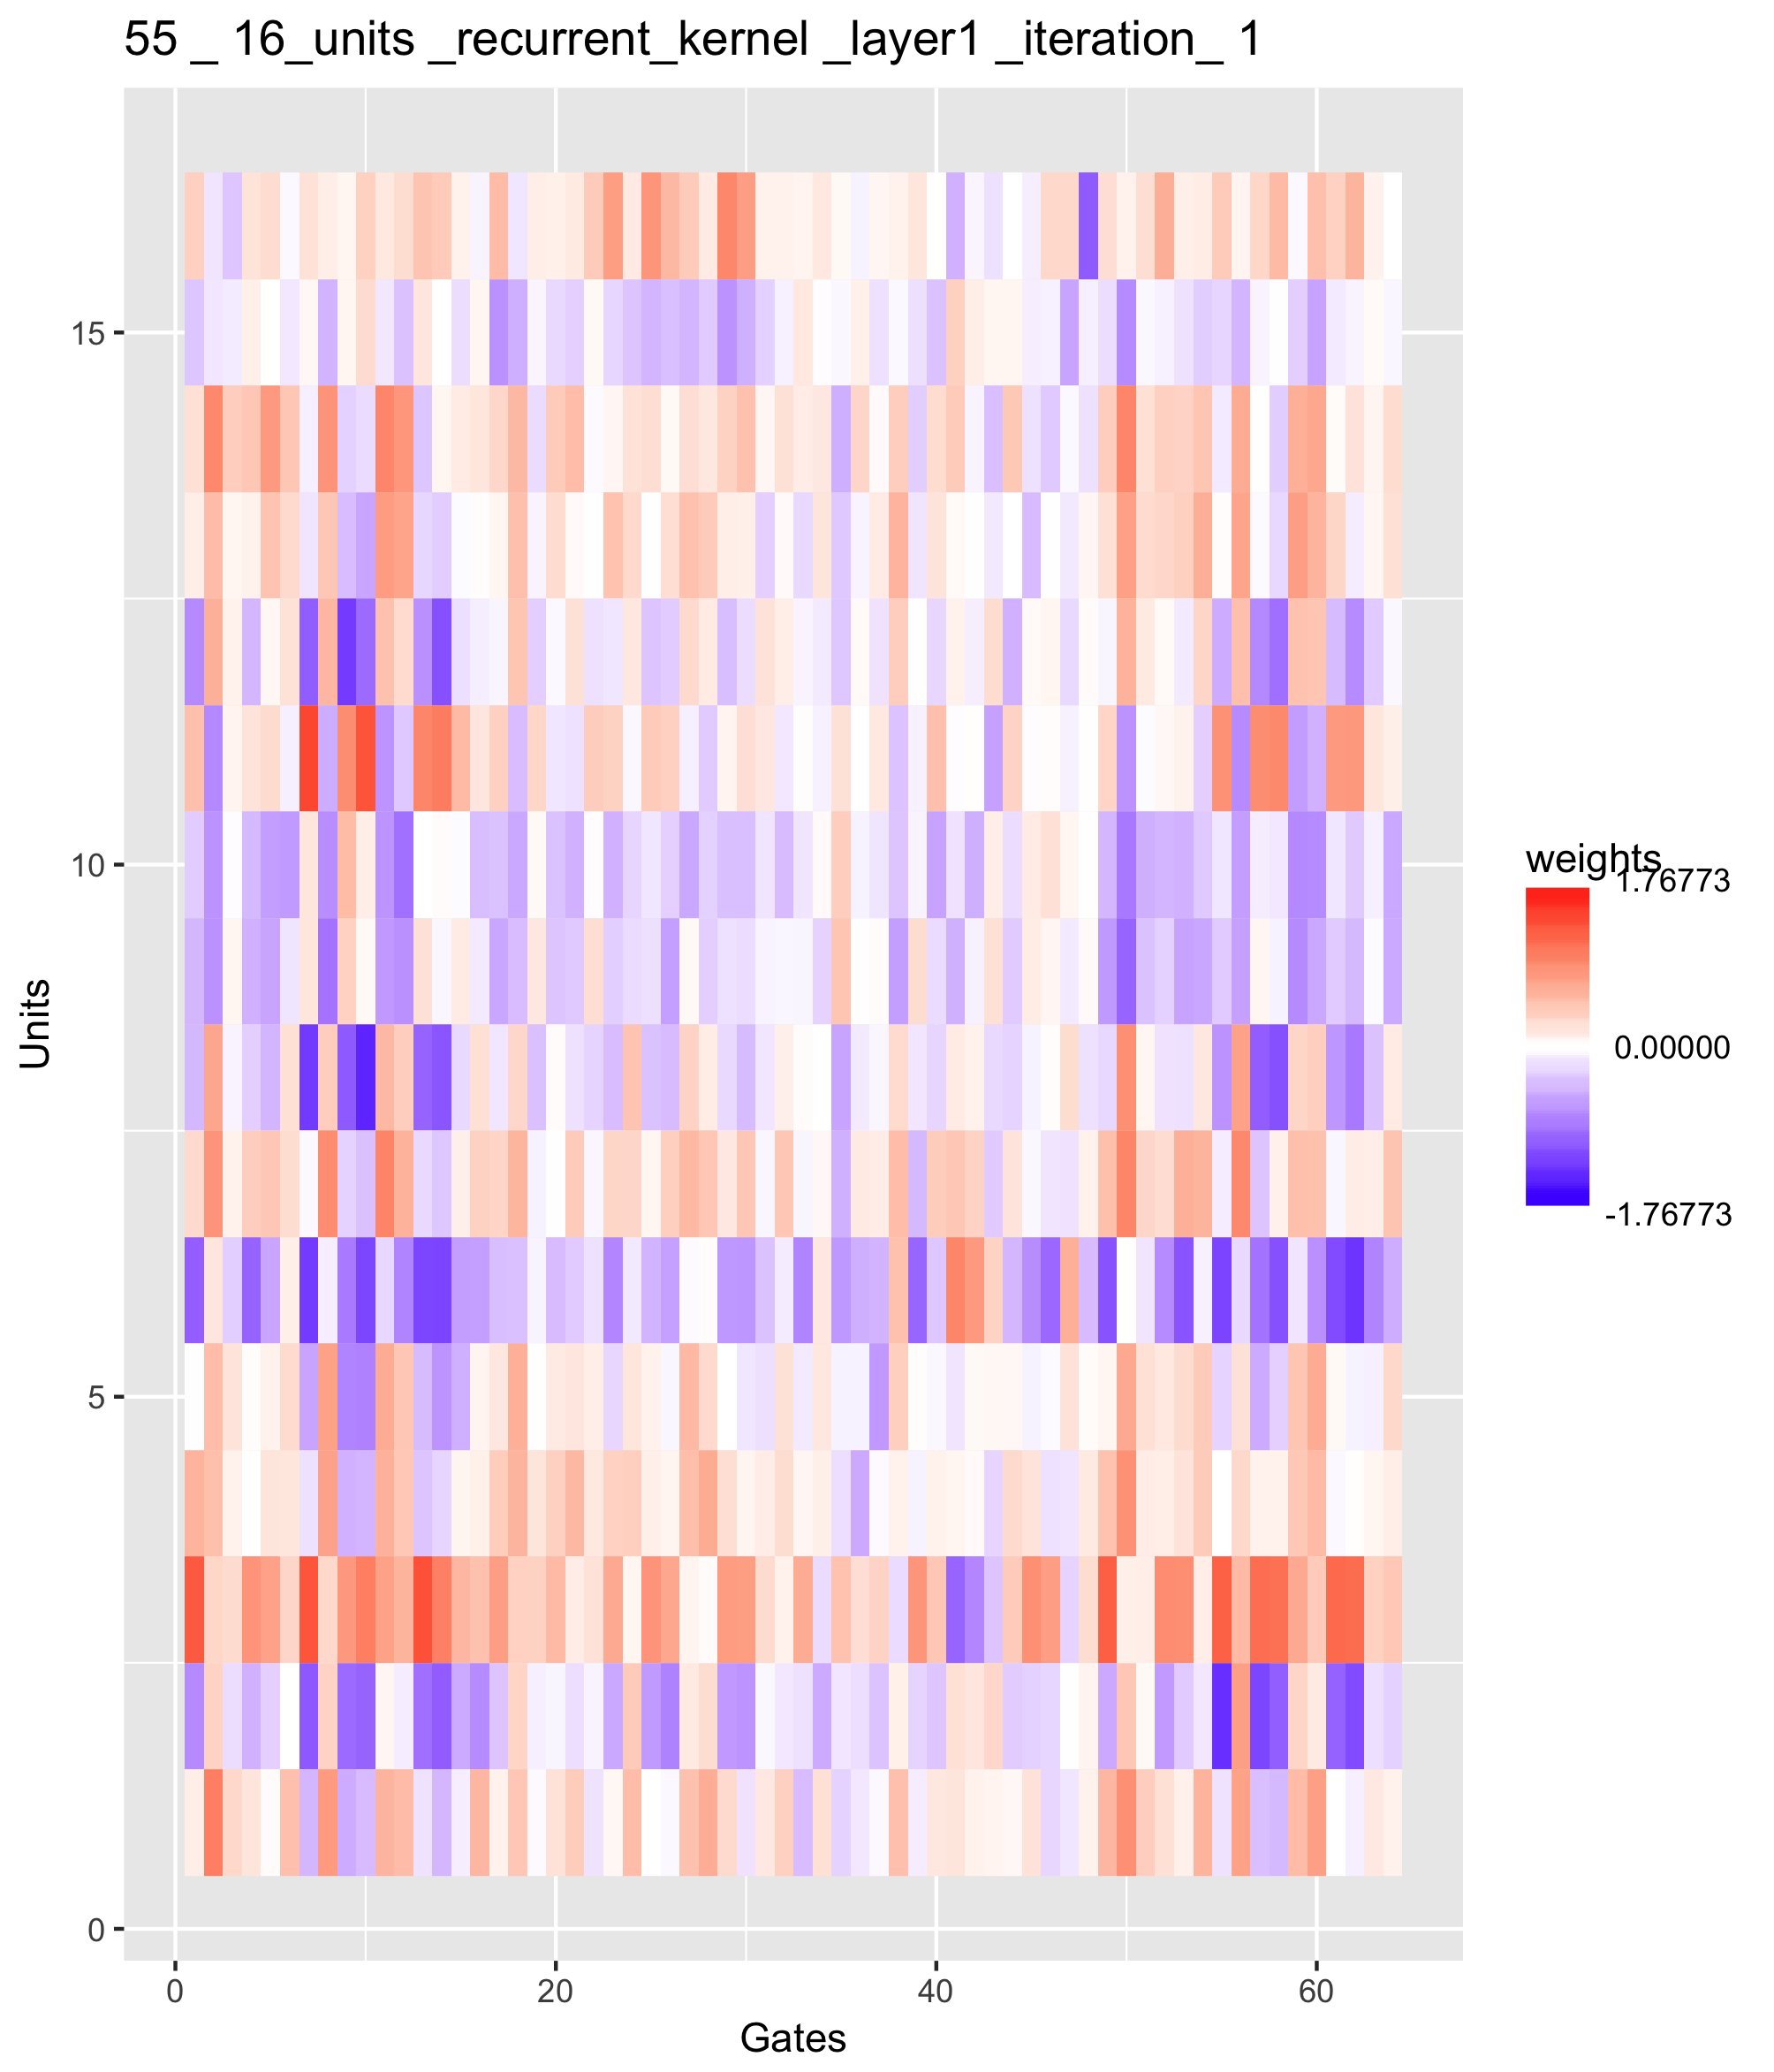 55 _ 16_units _recurrent_kernel _layer1 _iteration_ 1
15
10
5
0
Units
0
20
40
60
Gates
weights
1.76773
0.00000
-1.76773